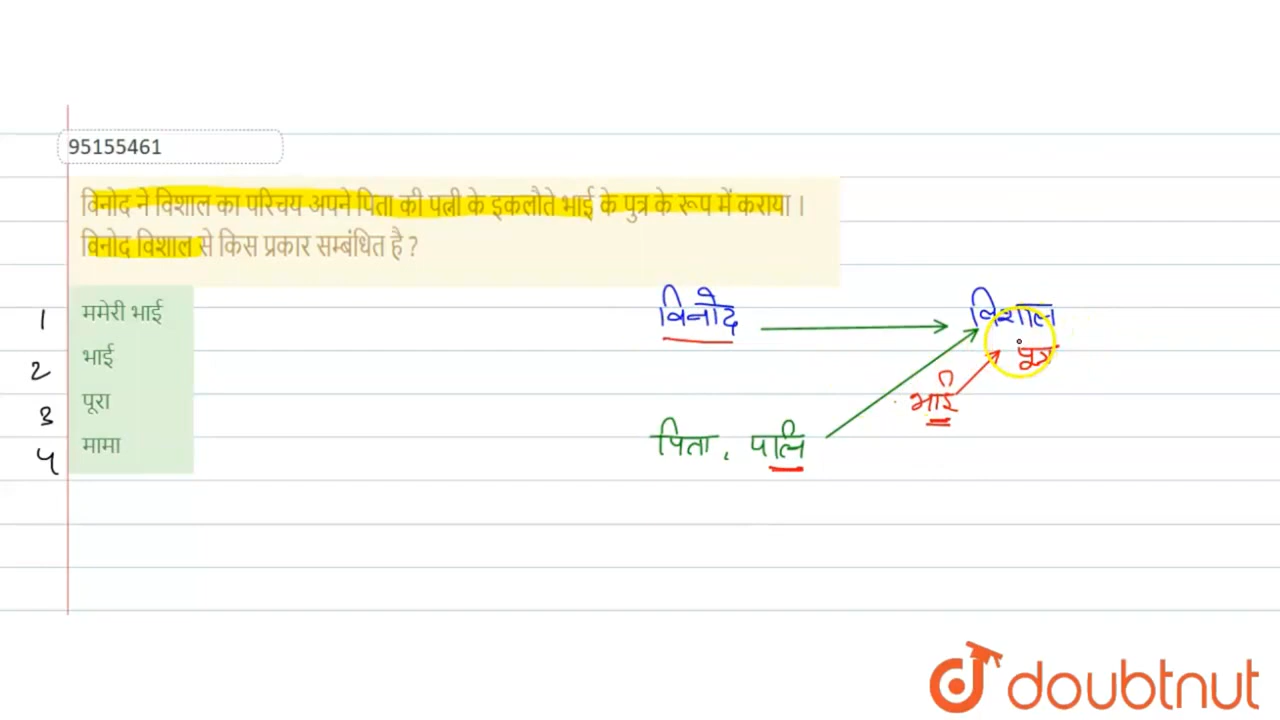 95155461
विनोद ने विशाल का परिचय अपने पिता की पत्नी के इकलौते भाई के पुत्र के रूप में कराया ।
विनोद विशाल से किस प्रकार सम्बंधित है ?
1 ममेरी भाई
2 भाई
3 पूरा
4 मामा
विनोद विशाल
पुत्र
भाई
पिता, पत्नि
doubtnut